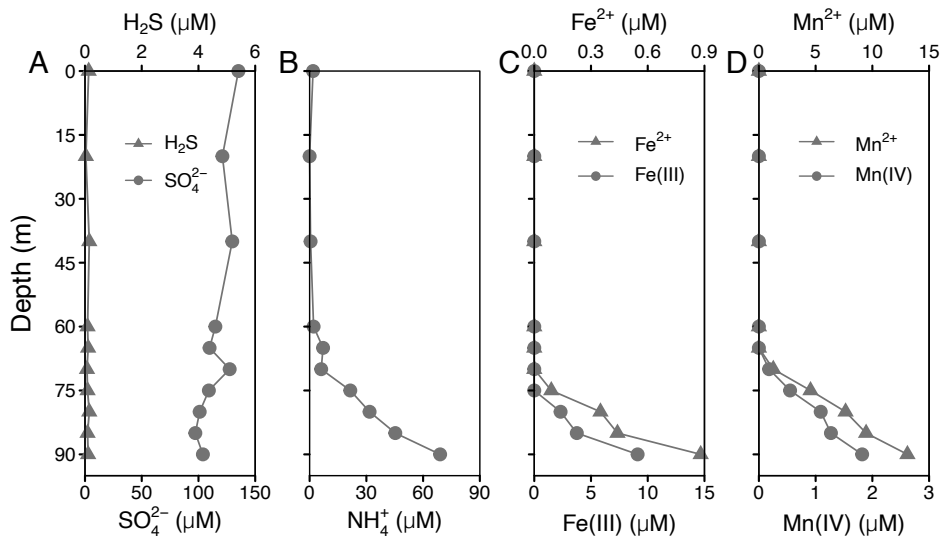 H₂S (μM)
Fe²⁺ (μM)
Mn²⁺ (μM)
0 2 4 6
0.0 0.3 0.6 0.9
0 5 10 15
A
B
C
D
Depth (m)
0
15
30
45
60
75
90
H₂S
SO₄²⁻
Fe²⁺
Fe(III)
Mn²⁺
Mn(IV)
0 50 100 150
0 30 60 90
0 5 10 15
0 1 2 3
SO₄²⁻ (μM)
NH₄⁺ (μM)
Fe(III) (μM)
Mn(IV) (μM)